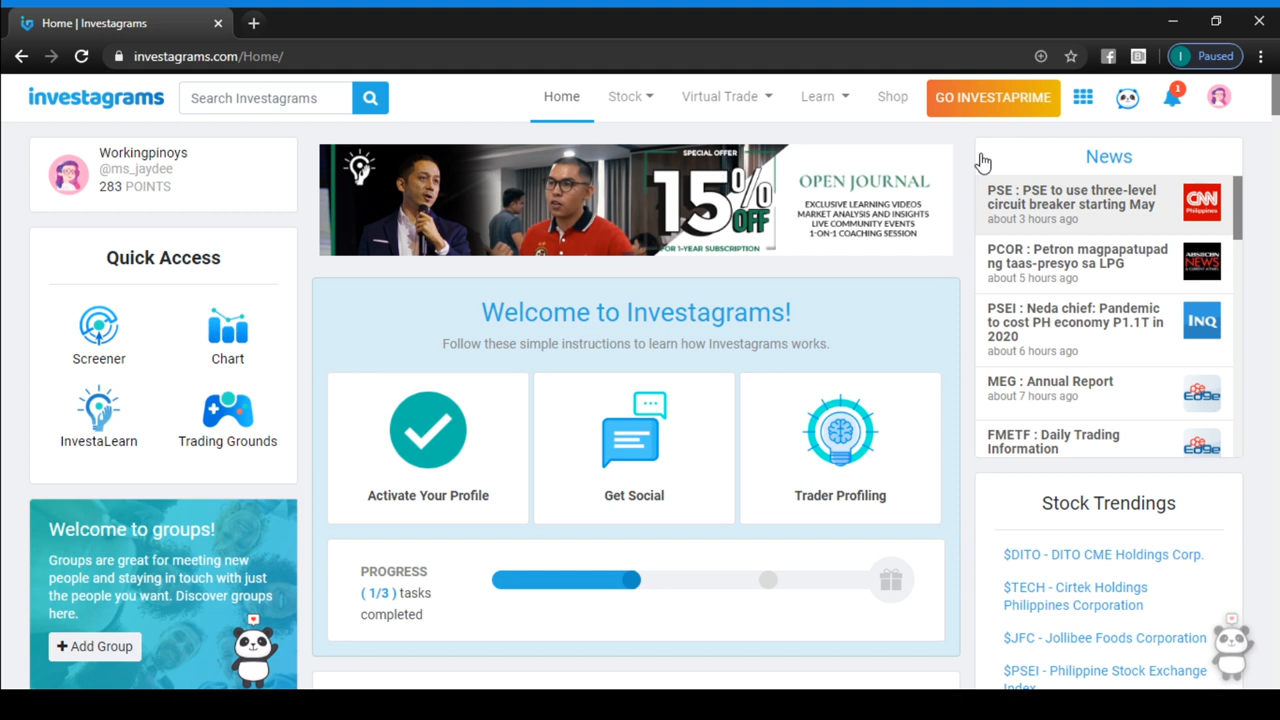 Home | Investagrams
investagrams.com/Home/
I
Paused
investagrams
Search Investagrams
Home
Stock
Virtual Trade
Learn
Shop
GO INVESTAPRIME
1
Workingpinoys
@ms_jaydee
283 POINTS
Quick Access
Screener
Chart
InvestaLearn
Trading Grounds
Welcome to groups!
Groups are great for meeting new
people and staying in touch with just
the people you want. Discover groups
here.
+ Add Group
SPECIAL OFFER
15% OFF
FOR 1-YEAR SUBSCRIPTION
OPEN JOURNAL
EXCLUSIVE LEARNING VIDEOS
MARKET ANALYSIS AND INSIGHTS
LIVE COMMUNITY EVENTS
1-ON-1 COACHING SESSION
Welcome to Investagrams!
Follow these simple instructions to learn how Investagrams works.
Activate Your Profile
Get Social
Trader Profiling
PROGRESS
( 1/3 ) tasks
completed
News
PSE : PSE to use three-level
circuit breaker starting May
about 3 hours ago
CNN
Philippines
PCOR : Petron magpapatupad
ng taas-presyo sa LPG
about 5 hours ago
ABS-CBN
NEWS
PSEI : Neda chief: Pandemic
to cost PH economy P1.1T in
2020
about 6 hours ago
INQ
MEG : Annual Report
about 7 hours ago
EDGE
FMETF : Daily Trading
Information
EDGE
Stock Trendings
$DITO - DITO CME Holdings Corp.
$TECH - Cirtek Holdings
Philippines Corporation
$JFC - Jollibee Foods Corporation
$PSEI - Philippine Stock Exchange
Index